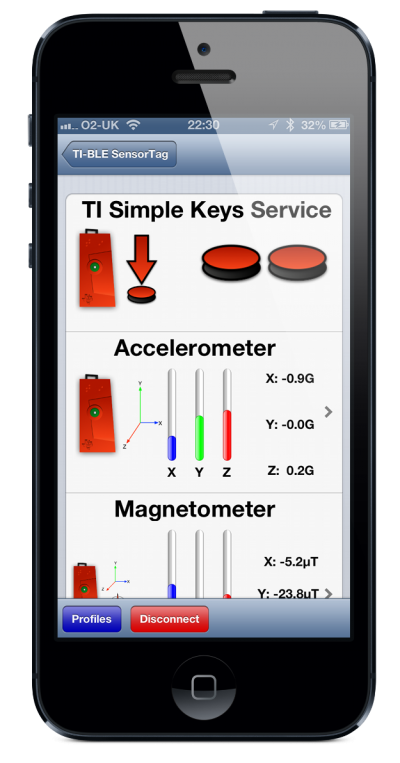 O2-UK 22:30 32%
TI-BLE SensorTag
TI Simple Keys Service
Accelerometer
X: -0.9G
Y
X
Z
Y: -0.0G
X Y Z
Z: 0.2G
Magnetometer
X: -5.2µT
Y: -23.8µT
Profiles Disconnect